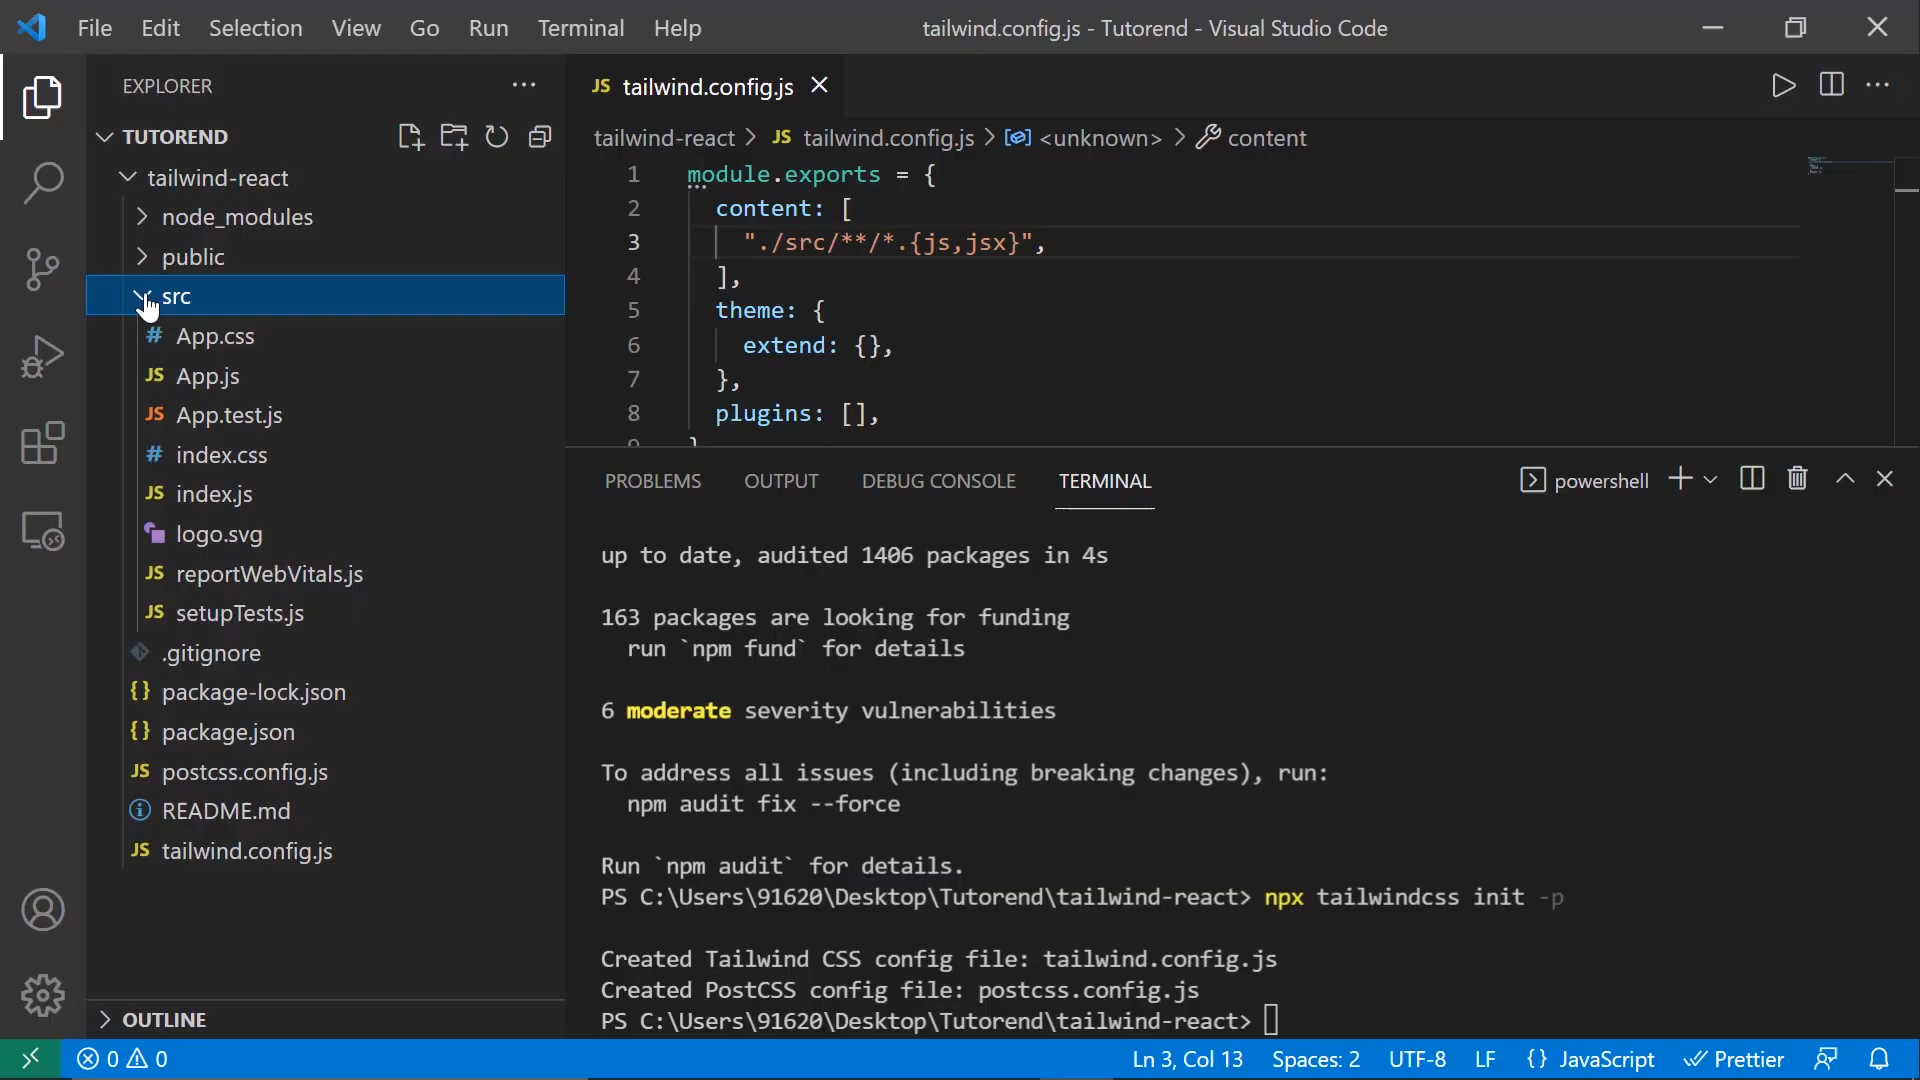 File Edit Selection View Go Run Terminal Help
tailwind.config.js - Tutorend - Visual Studio Code
EXPLORER
TUTOREND
tailwind-react
node_modules
public
src
# App.css
JS App.js
JS App.test.js
# index.css
JS index.js
logo.svg
JS reportWebVitals.js
JS setupTests.js
.gitignore
{} package-lock.json
{} package.json
JS postcss.config.js
README.md
JS tailwind.config.js
OUTLINE
JS tailwind.config.js
tailwind-react > JS tailwind.config.js > <unknown> > content
1 module.exports = {
2 content: [
3 "./src/**/*.{js,jsx}",
4 ],
5 theme: {
6 extend: {},
7 },
8 plugins: [],
9 }
PROBLEMS OUTPUT DEBUG CONSOLE TERMINAL
powershell
up to date, audited 1406 packages in 4s
163 packages are looking for funding
run `npm fund` for details
6 moderate severity vulnerabilities
To address all issues (including breaking changes), run:
npm audit fix --force
Run `npm audit` for details.
PS C:\Users\91620\Desktop\Tutorend\tailwind-react> npx tailwindcss init -p
Created Tailwind CSS config file: tailwind.config.js
Created PostCSS config file: postcss.config.js
PS C:\Users\91620\Desktop\Tutorend\tailwind-react>
0 0
Ln 3, Col 13 Spaces: 2 UTF-8 LF {} JavaScript Prettier